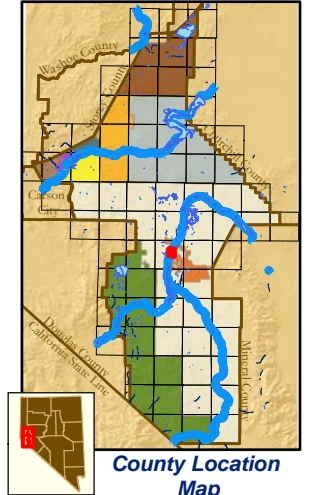 Washoe County
Storey County
Churchill County
Carson
City
Douglas County
California State Line
Mineral County
County Location
Map